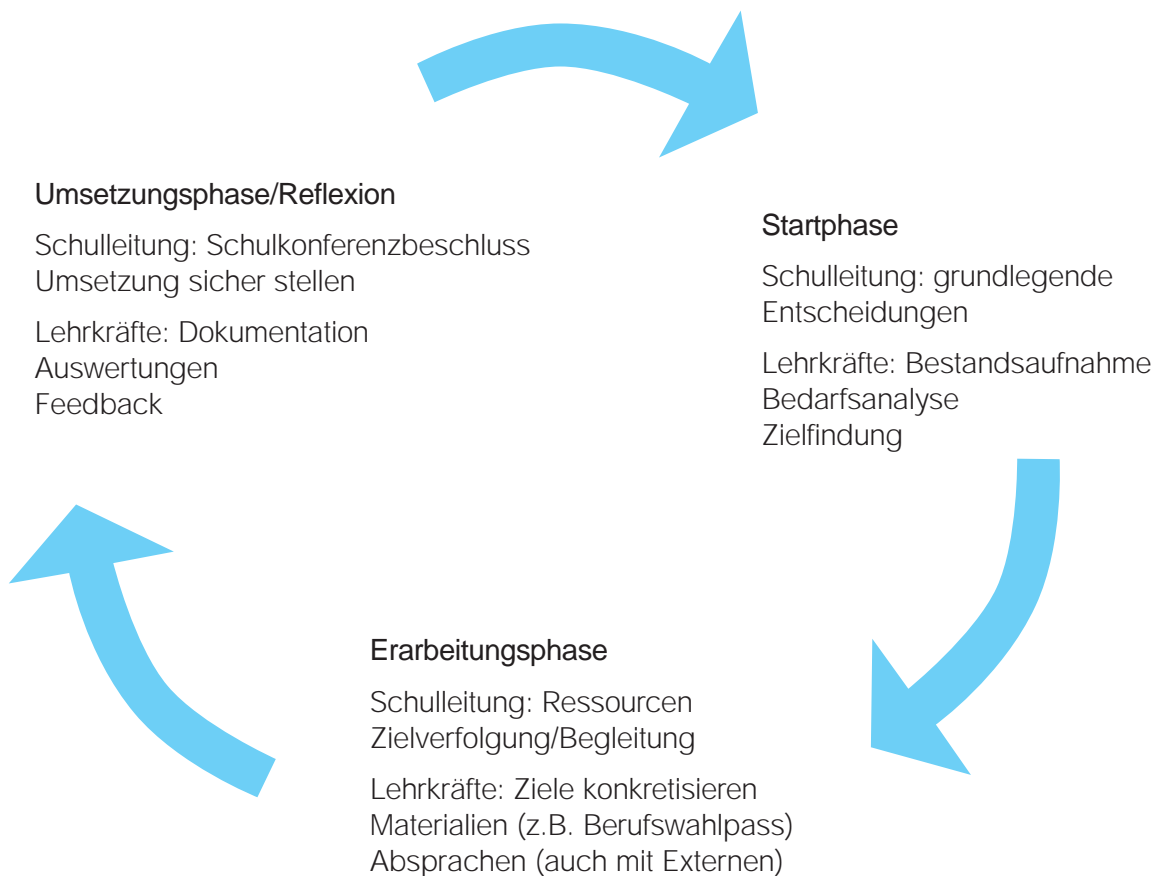 Umsetzungsphase/Reflexion
Schulleitung: Schulkonferenzbeschluss
Umsetzung sicher stellen
Lehrkräfte: Dokumentation
Auswertungen
Feedback
Startphase
Schulleitung: grundlegende
Entscheidungen
Lehrkräfte: Bestandsaufnahme
Bedarfsanalyse
Zielfindung
Erarbeitungsphase
Schulleitung: Ressourcen
Zielverfolgung/Begleitung
Lehrkräfte: Ziele konkretisieren
Materialien (z.B. Berufswahlpass)
Absprachen (auch mit Externen)